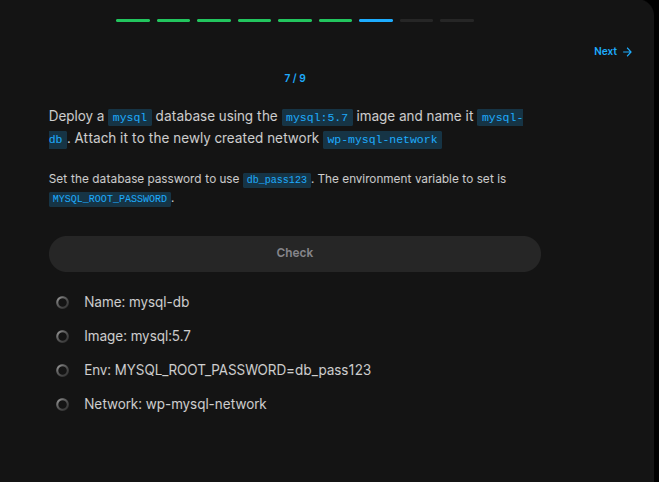 Next →
7 / 9
Deploy a mysql database using the mysql:5.7 image and name it mysql-
db. Attach it to the newly created network wp-mysql-network
Set the database password to use db_pass123. The environment variable to set is
MYSQL_ROOT_PASSWORD.
Check
Name: mysql-db
Image: mysql:5.7
Env: MYSQL_ROOT_PASSWORD=db_pass123
Network: wp-mysql-network